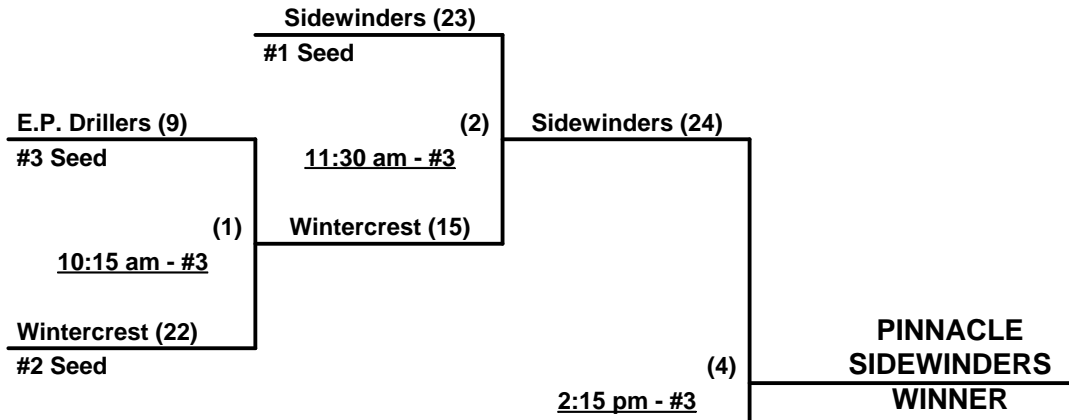 Sidewinders (23)
#1 Seed
E.P. Drillers (9)
(2)
Sidewinders (24)
#3 Seed
11:30 am - #3
(1)
Wintercrest (15)
10:15 am - #3
Wintercrest (22)
#2 Seed
PINNACLE
SIDEWINDERS
(4)
WINNER
2:15 pm - #3